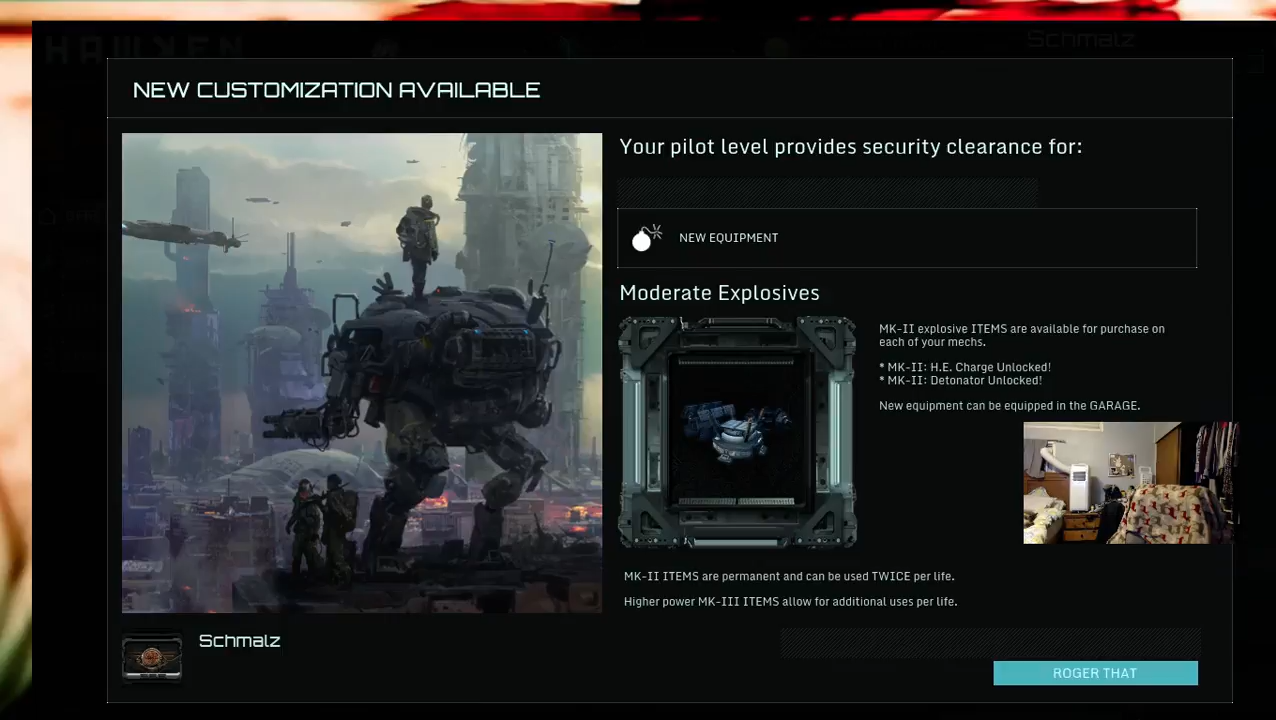 HAWKEN
Schmalz
NEW CUSTOMIZATION AVAILABLE
Your pilot level provides security clearance for:
NEW EQUIPMENT
Moderate Explosives
MK-II explosive ITEMS are available for purchase on
each of your mechs.
* MK-II: H.E. Charge Unlocked!
* MK-II: Detonator Unlocked!
New equipment can be equipped in the GARAGE.
MK-II ITEMS are permanent and can be used TWICE per life.
Higher power MK-III ITEMS allow for additional uses per life.
Schmalz
ROGER THAT